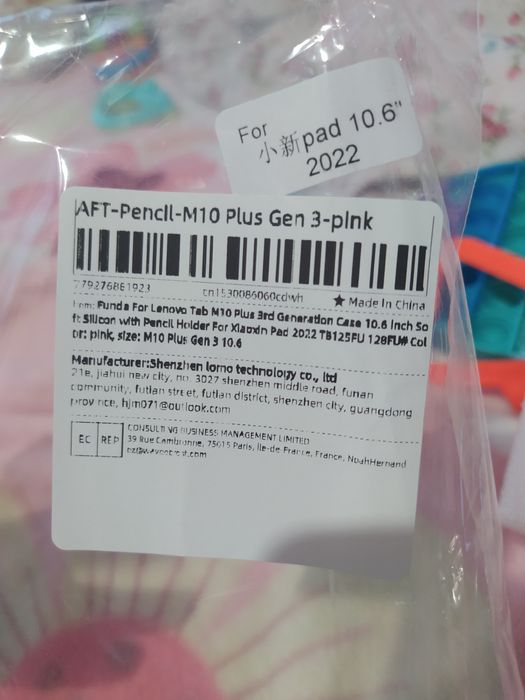 For
小新pad 10.6"
2022
AFT-Pencil-M10 Plus Gen 3-pink
779276861923 cn1530086060cdwh ★ Made In China
Item: Funda For Lenovo Tab M10 Plus 3rd Generation Case 10.6 inch So
ft Silicon with Pencil Holder For Xiaoxin Pad 2022 TB125FU 128FU# Col
or: pink, size: M10 Plus Gen 3 10.6
Manufacturer:Shenzhen lorno technology co., ltd
21e, jiahui new city, no. 3027 shenzhen middle road, funan
community, futian street, futian district, shenzhen city, guangdong
province, hjm071@outlook.com
EC REP
CONSULTING BUSINESS MANAGEMENT LIMITED
39 Rue Cambronne, 75015 Paris, Île-de-France, France, NoahHernand